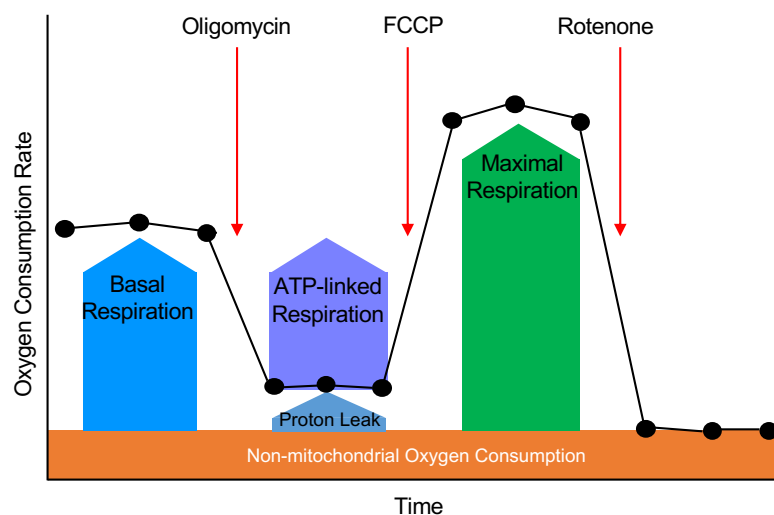 Oligomycin
FCCP
Rotenone
Oxygen Consumption Rate
Maximal
Respiration
Basal
Respiration
ATP-linked
Respiration
Proton Leak
Non-mitochondrial Oxygen Consumption
Time